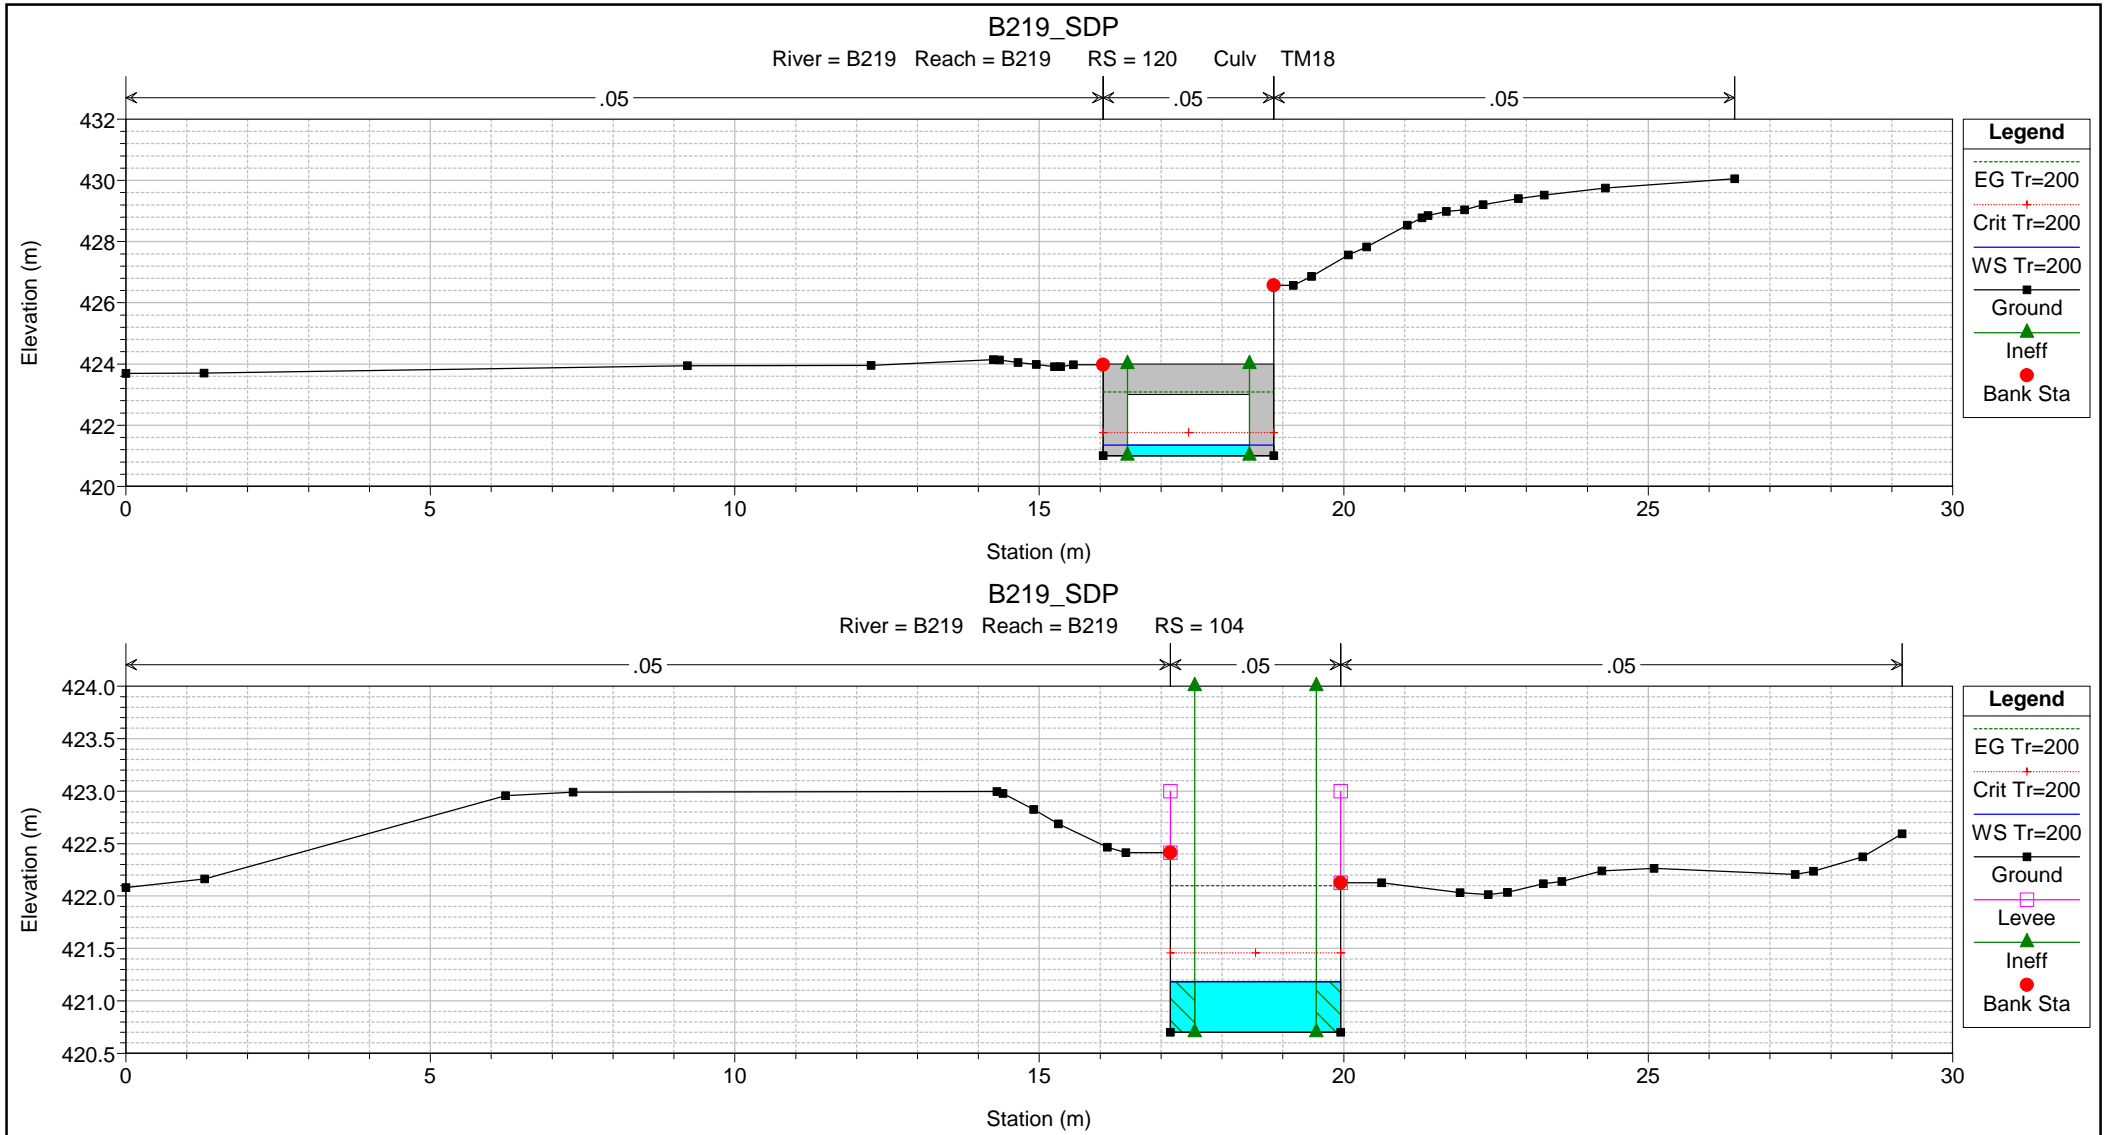 B219_SDP
River = B219 Reach = B219 RS = 120 Culv TM18
.05 .05 .05
432
430
428
426
424
422
420
Elevation (m)
0 5 10 15 20 25 30
Station (m)
Legend
EG Tr=200
Crit Tr=200
WS Tr=200
Ground
Ineff
Bank Sta
B219_SDP
River = B219 Reach = B219 RS = 104
.05 .05 .05
424.0
423.5
423.0
422.5
422.0
421.5
421.0
420.5
Elevation (m)
0 5 10 15 20 25 30
Station (m)
Legend
EG Tr=200
Crit Tr=200
WS Tr=200
Ground
Levee
Ineff
Bank Sta